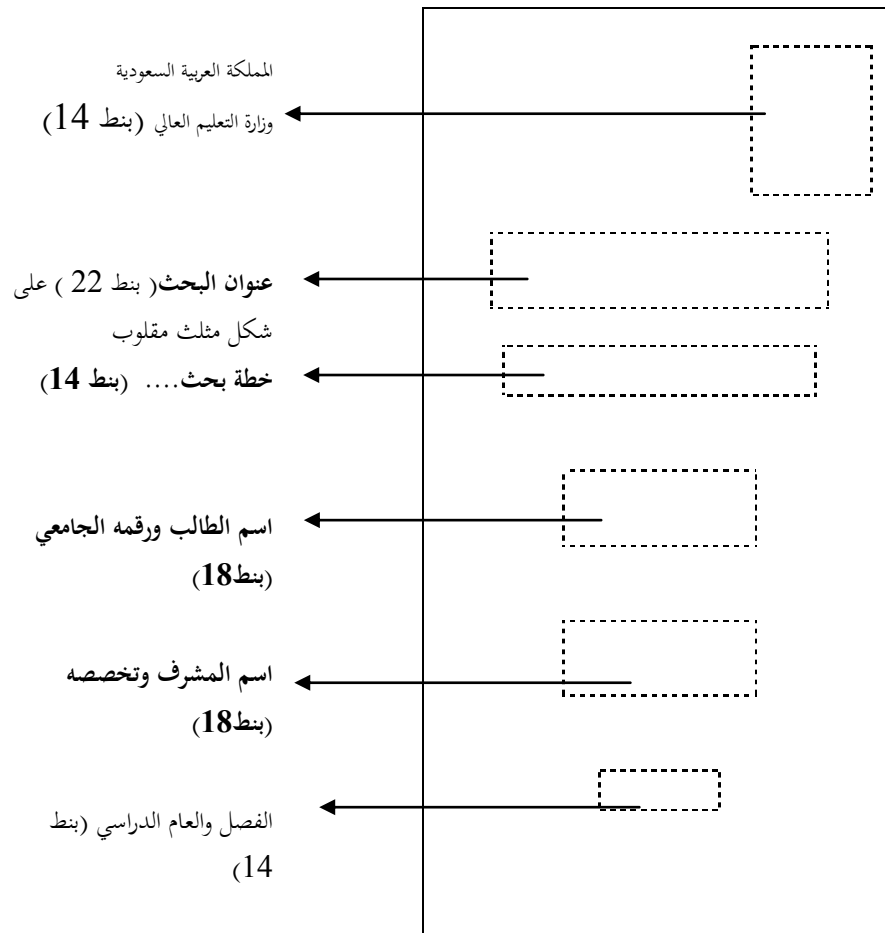 المملكة العربية السعودية
وزارة التعليم العالي (بنط 14)
عنوان البحث( بنط 22 ) على
شكل مثلث مقلوب
خطة بحث.... (بنط 14)
اسم الطالب ورقمه الجامعي
(بنط18)
اسم المشرف وتخصصه
(بنط18)
الفصل والعام الدراسي (بنط
14)